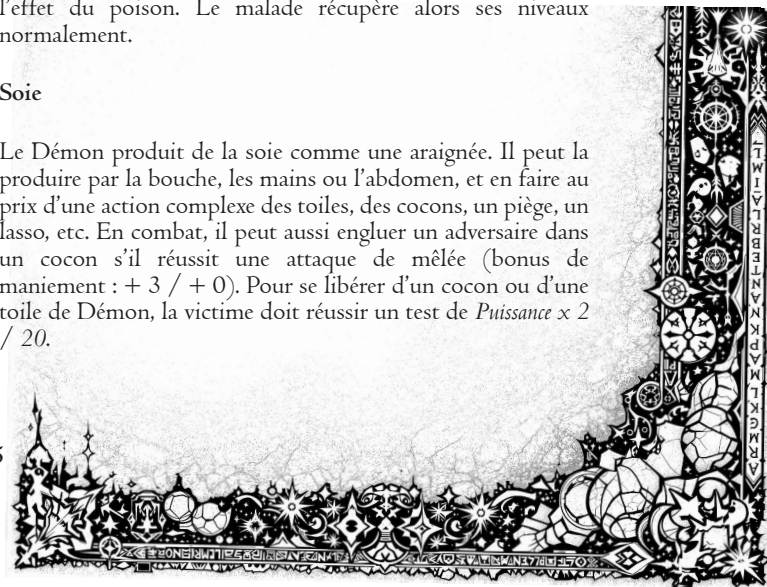 l'effet du poison. Le malade récupère alors ses niveaux
normalement.
Soie
Le Démon produit de la soie comme une araignée. Il peut la
produire par la bouche, les mains ou l'abdomen, et en faire au
prix d'une action complexe des toiles, des cocons, un piège, un
lasso, etc. En combat, il peut aussi engluer un adversaire dans
un cocon s'il réussit une attaque de mêlée (bonus de
maniement : + 3 / + 0). Pour se libérer d'un cocon ou d'une
toile de Démon, la victime doit réussir un test de Puissance x 2
/ 20.